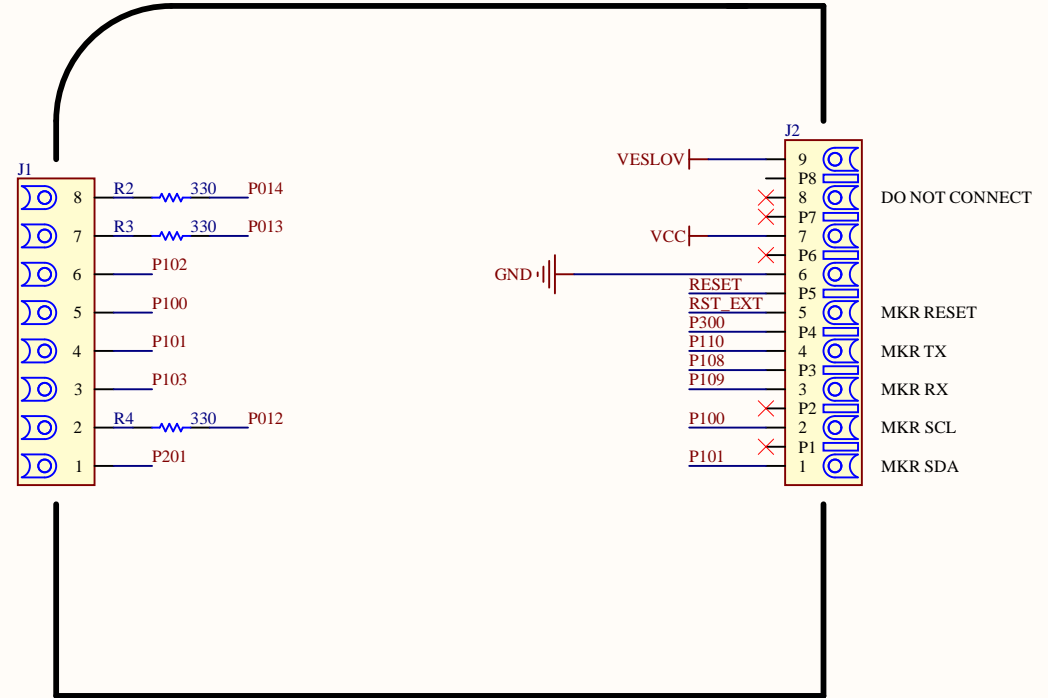 J1
8 R2 330 P014
7 R3 330 P013
6 P102
5 P100
4 P101
3 P103
2 R4 330 P012
1 P201
J2
VESLOV 9
P8
8 DO NOT CONNECT
P7
VCC 7
P6
GND 6
RESET P5
RST_EXT 5 MKR RESET
P300 P4
P110 4 MKR TX
P108 P3
P109 3 MKR RX
P2
P100 2 MKR SCL
P1
P101 1 MKR SDA